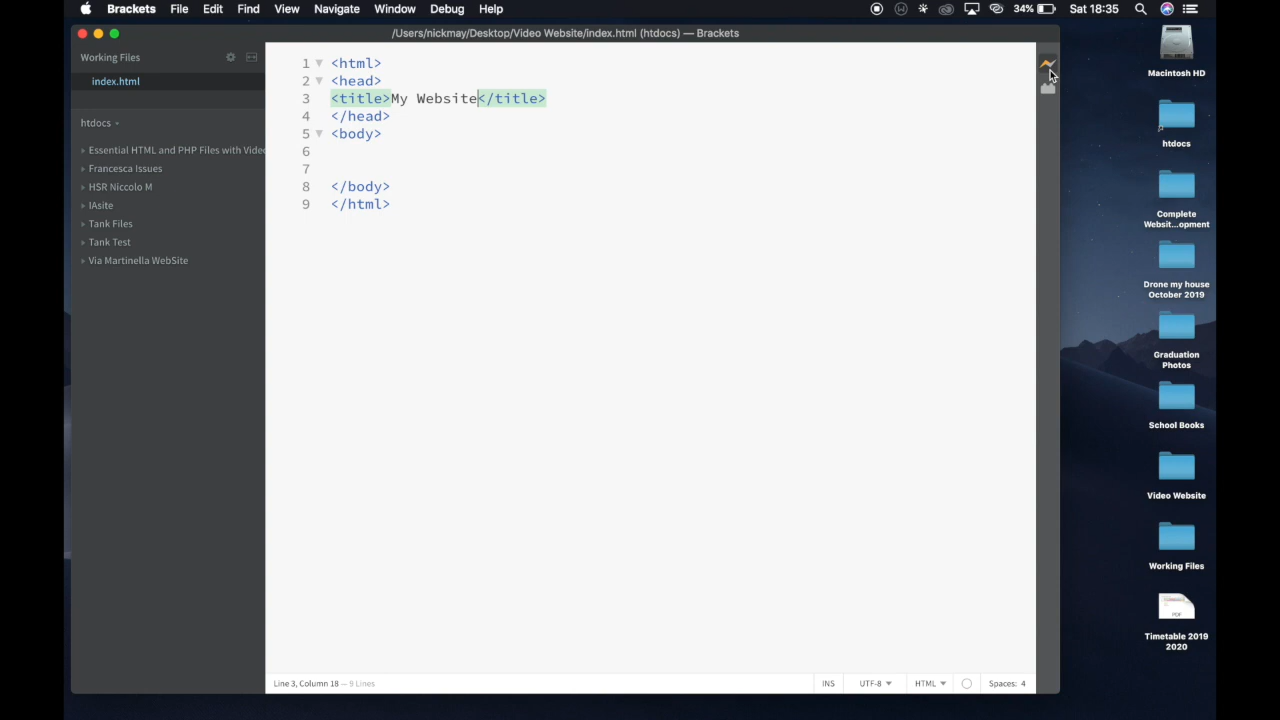 Brackets File Edit Find View Navigate Window Debug Help 34% Sat 18:35
/Users/nickmay/Desktop/Video Website/index.html (htdocs) — Brackets
Working Files
index.html
htdocs
Essential HTML and PHP Files with Video
Francesca Issues
HSR Niccolo M
IAsite
Tank Files
Tank Test
Via Martinella WebSite
1 <html>
2 <head>
3 <title>My Website</title>
4 </head>
5 <body>
6
7
8 </body>
9 </html>
Line 3, Column 18 — 9 Lines
INS UTF-8 HTML Spaces: 4
Macintosh HD
htdocs
Complete
Websit...opment
Drone my house
October 2019
Graduation
Photos
School Books
Video Website
Working Files
PDF
Timetable 2019
2020